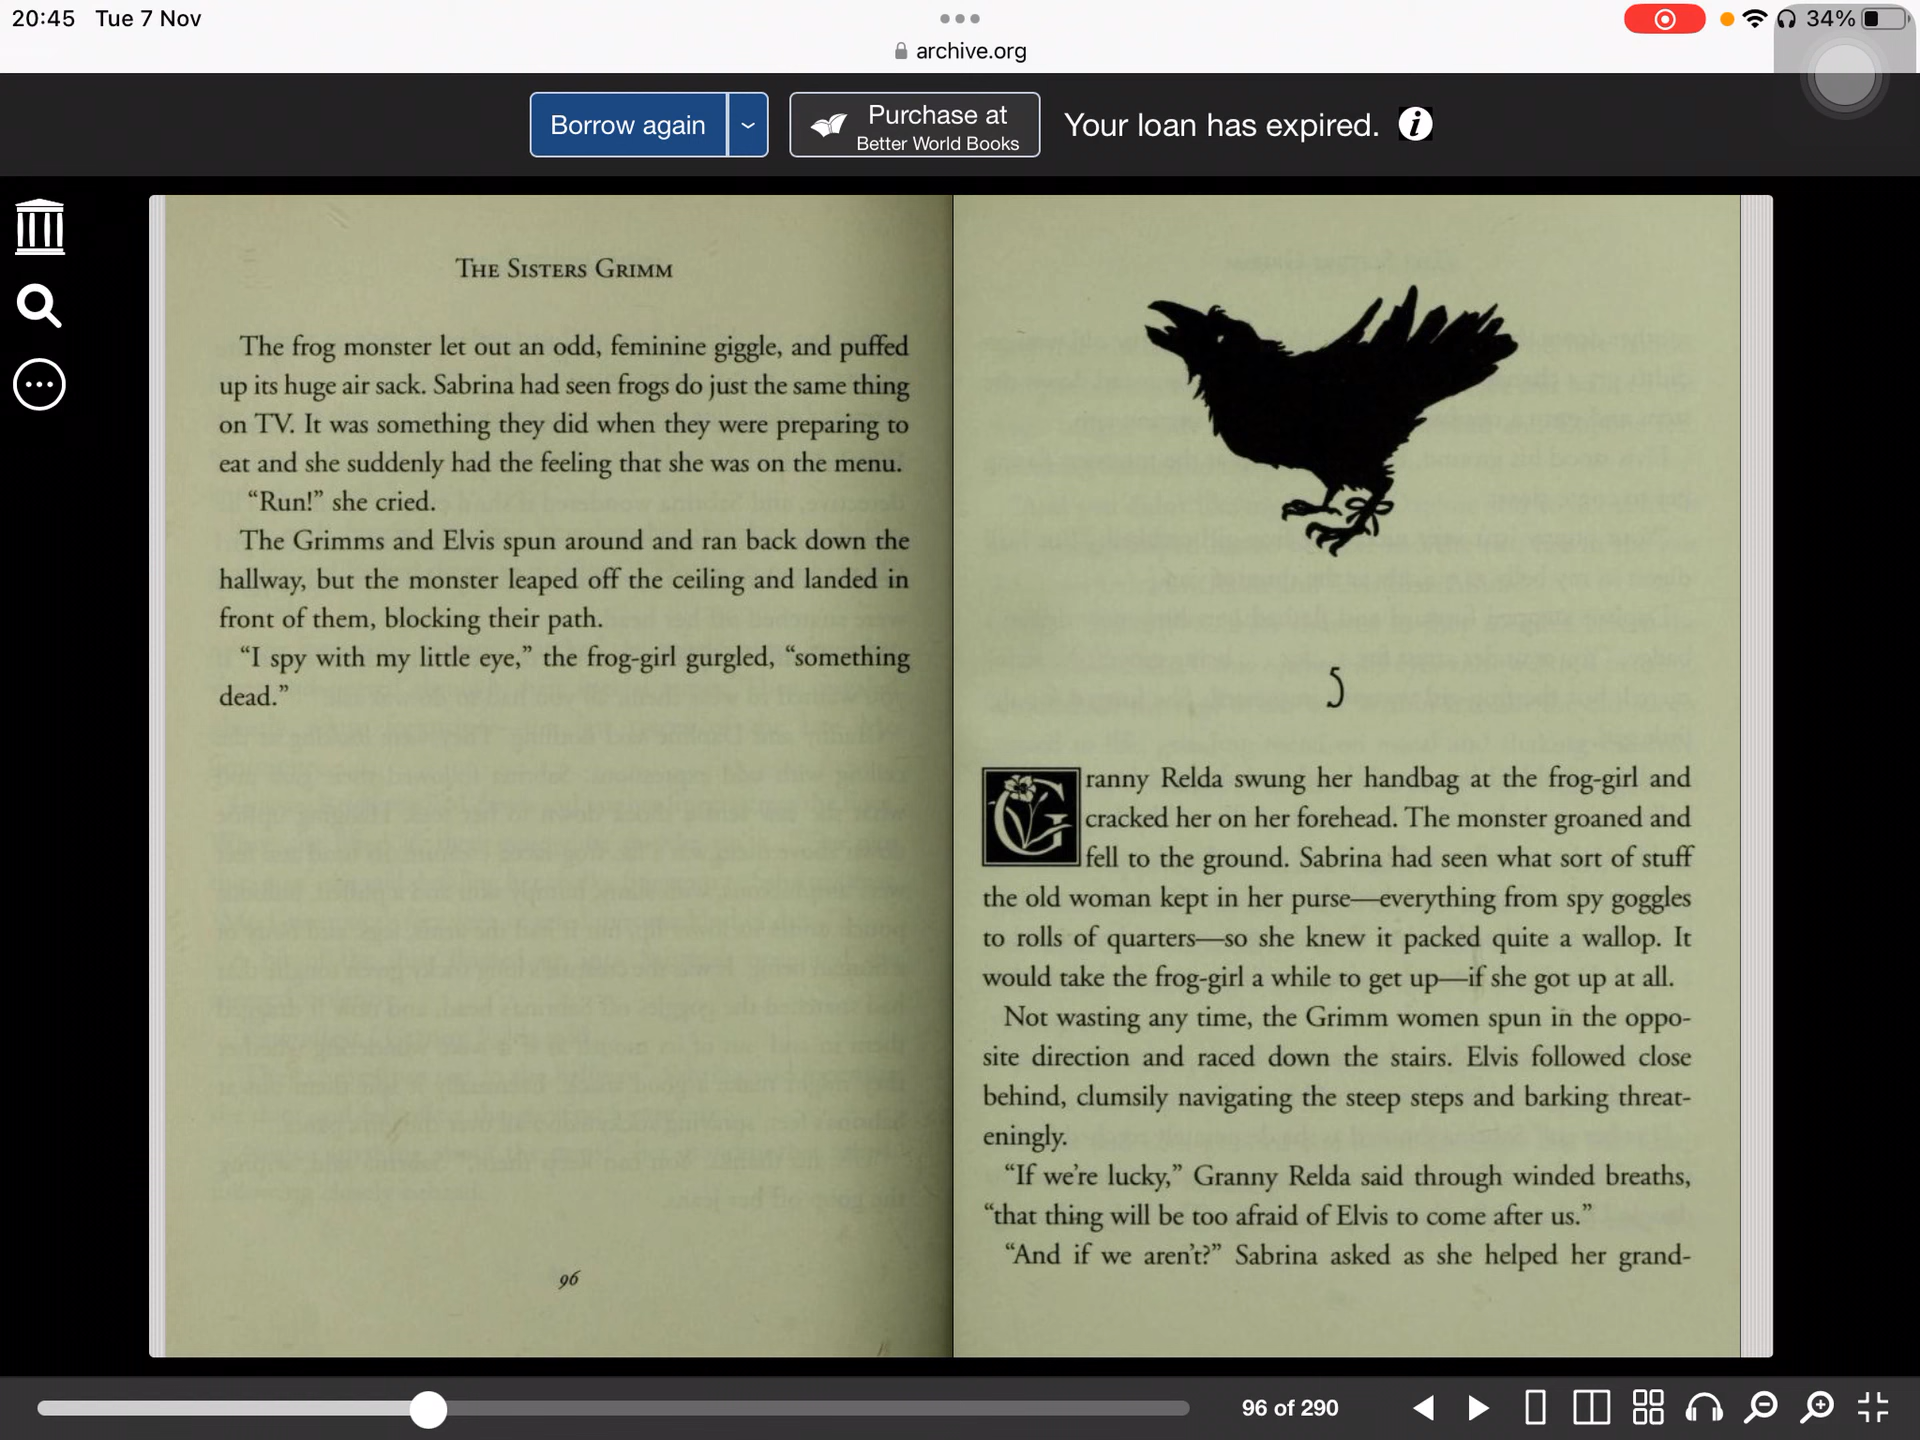 20:45 Tue 7 Nov
34%
archive.org
Borrow again
Purchase at
Better World Books
Your loan has expired.
THE SISTERS GRIMM
The frog monster let out an odd, feminine giggle, and puffed
up its huge air sack. Sabrina had seen frogs do just the same thing
on TV. It was something they did when they were preparing to
eat and she suddenly had the feeling that she was on the menu.
“Run!” she cried.
The Grimms and Elvis spun around and ran back down the
hallway, but the monster leaped off the ceiling and landed in
front of them, blocking their path.
“I spy with my little eye,” the frog-girl gurgled, “something
dead.”
96
5
Granny Relda swung her handbag at the frog-girl and
cracked her on her forehead. The monster groaned and
fell to the ground. Sabrina had seen what sort of stuff
the old woman kept in her purse—everything from spy goggles
to rolls of quarters—so she knew it packed quite a wallop. It
would take the frog-girl a while to get up—if she got up at all.
Not wasting any time, the Grimm women spun in the oppo-
site direction and raced down the stairs. Elvis followed close
behind, clumsily navigating the steep steps and barking threat-
eningly.
“If we’re lucky,” Granny Relda said through winded breaths,
“that thing will be too afraid of Elvis to come after us.”
“And if we aren’t?” Sabrina asked as she helped her grand-
96 of 290